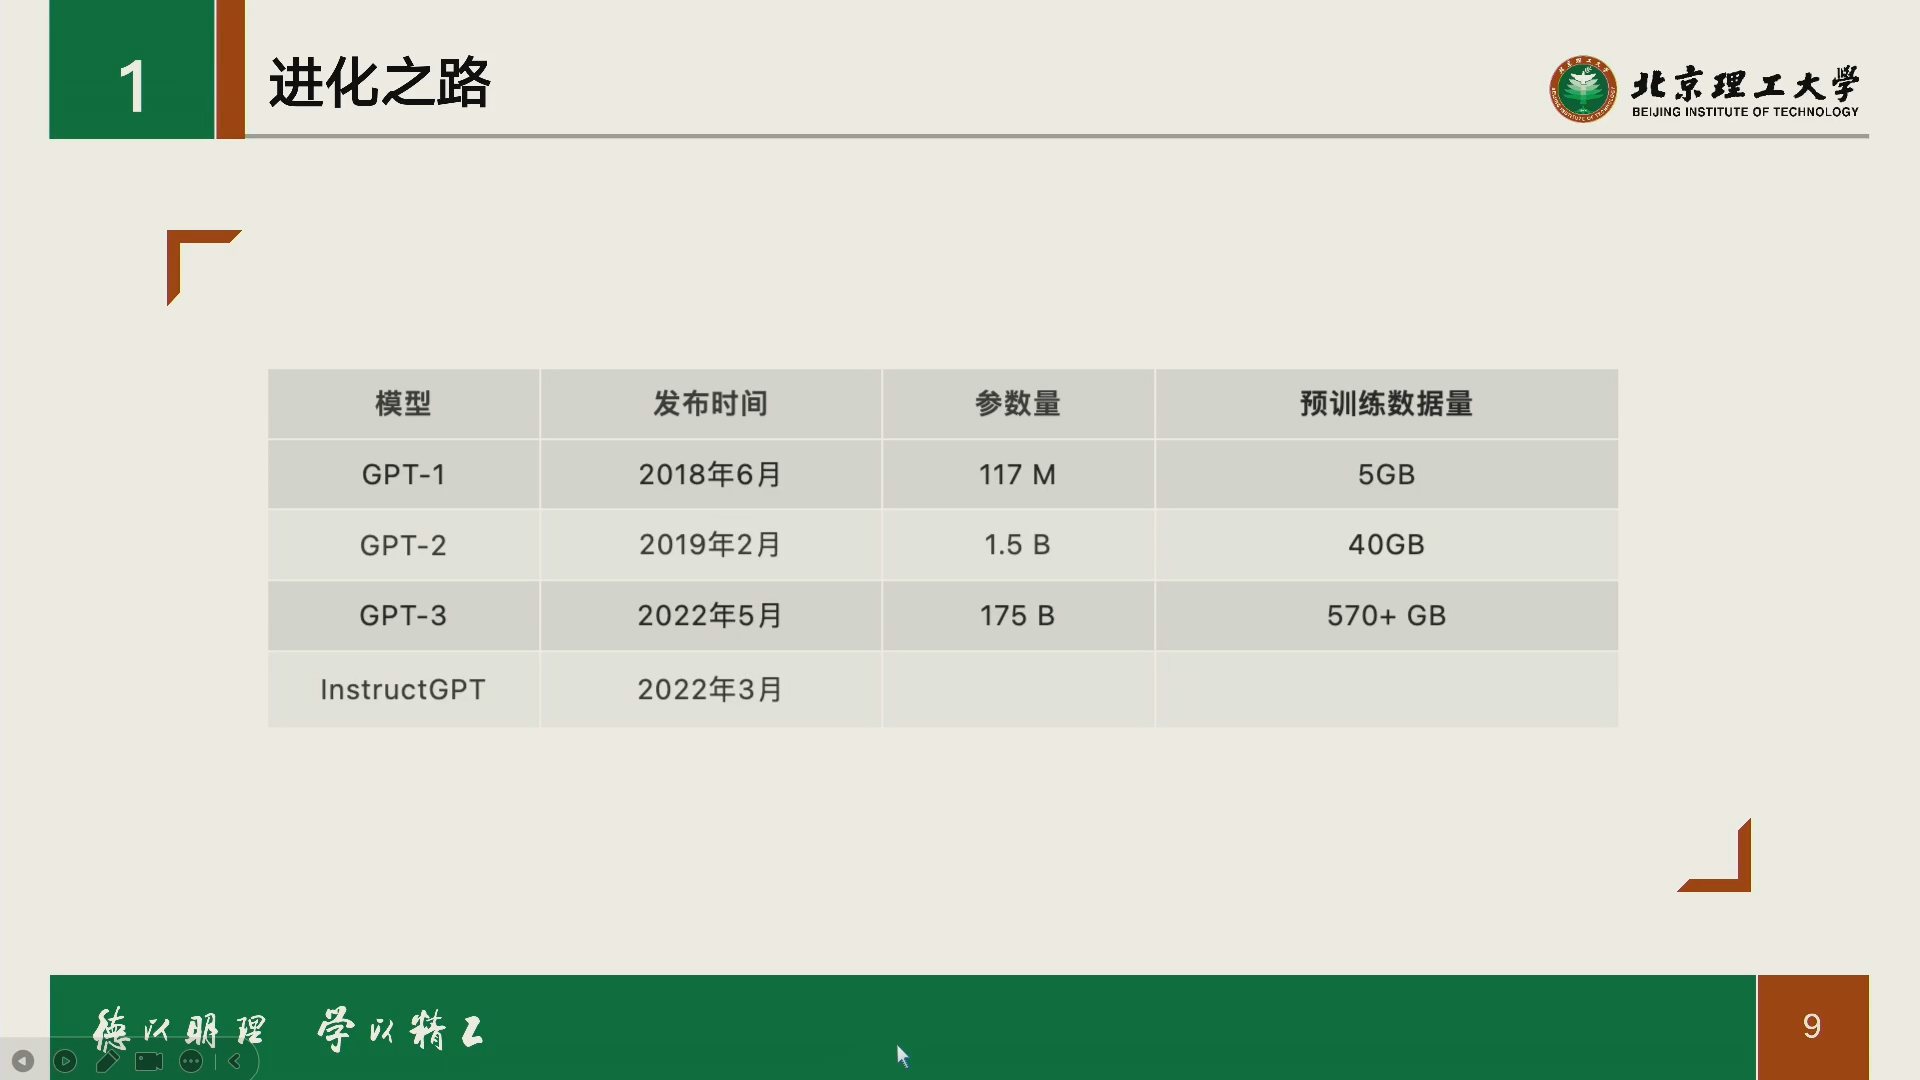 1
进化之路
北京理工大学
BEIJING INSTITUTE OF TECHNOLOGY
模型 发布时间 参数量 预训练数据量
GPT-1 2018年6月 117 M 5GB
GPT-2 2019年2月 1.5 B 40GB
GPT-3 2022年5月 175 B 570+ GB
InstructGPT 2022年3月
德以明理 学以精工
9